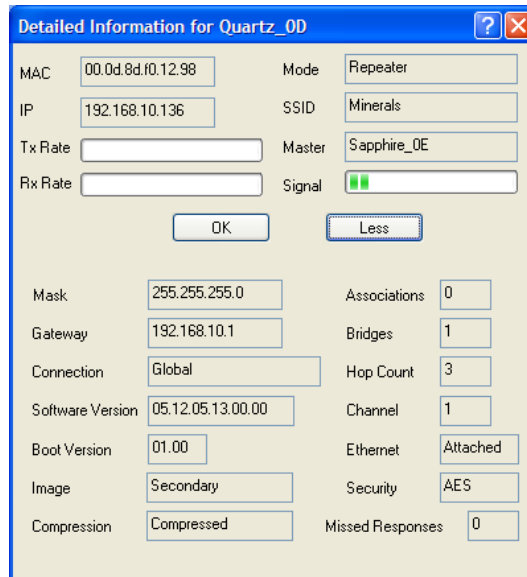 Detailed Information for Quartz_0D
MAC 00.0d.8d.f0.12.98 Mode Repeater
IP 192.168.10.136 SSID Minerals
Tx Rate Master Sapphire_0E
Rx Rate Signal
OK Less
Mask 255.255.255.0 Associations 0
Gateway 192.168.10.1 Bridges 1
Connection Global Hop Count 3
Software Version 05.12.05.13.00.00 Channel 1
Boot Version 01.00 Ethernet Attached
Image Secondary Security AES
Compression Compressed Missed Responses 0